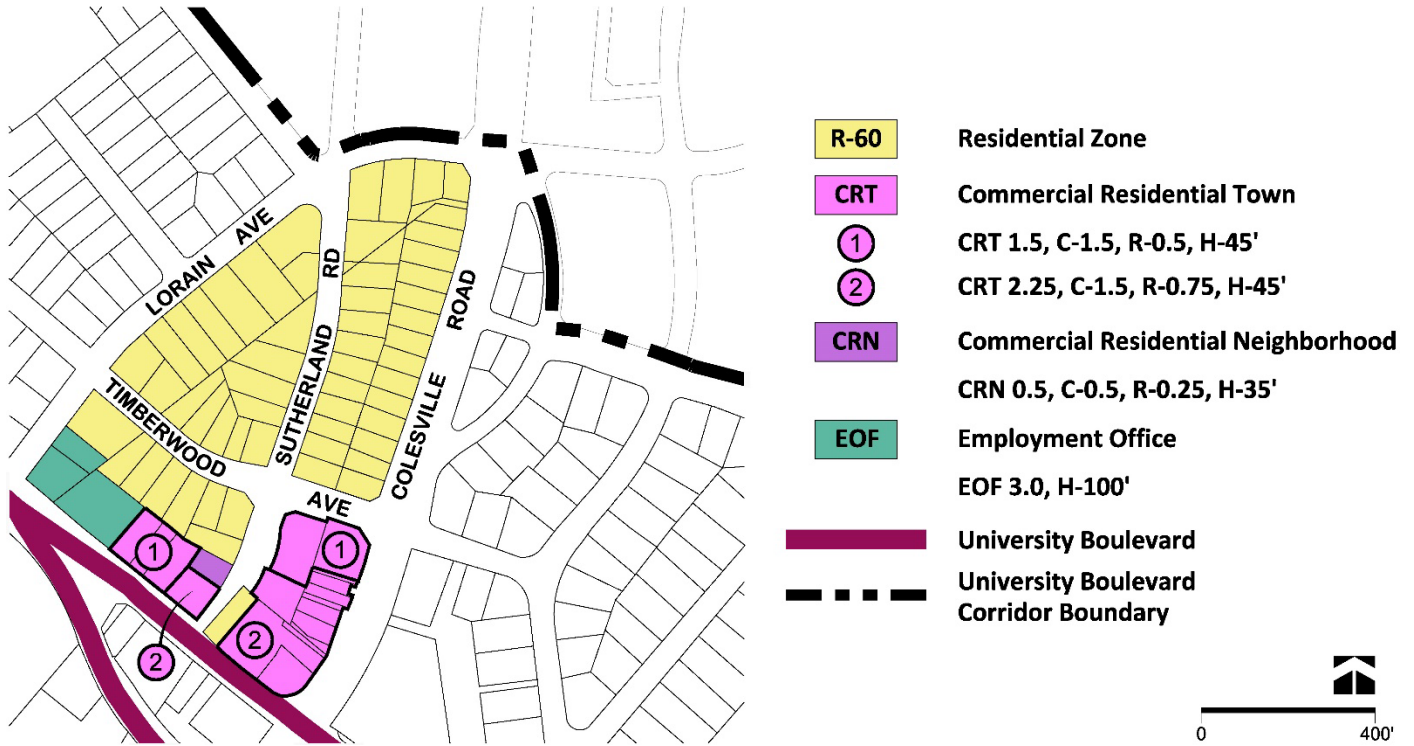 LORAIN AVE
SUTHERLAND RD
COLESVILLE ROAD
TIMBERWOOD AVE
1
1
2
2
R-60 Residential Zone
CRT Commercial Residential Town
1 CRT 1.5, C-1.5, R-0.5, H-45'
2 CRT 2.25, C-1.5, R-0.75, H-45'
CRN Commercial Residential Neighborhood
CRN 0.5, C-0.5, R-0.25, H-35'
EOF Employment Office
EOF 3.0, H-100'
University Boulevard
University Boulevard
Corridor Boundary
0 400'